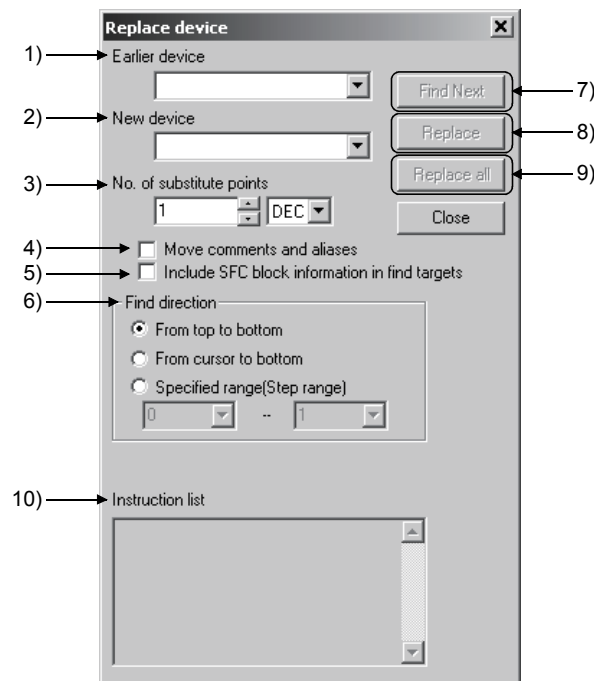 Replace device
1)
Earlier device
Find Next
7)
2)
New device
Replace
8)
Replace all
9)
3)
No. of substitute points
1
DEC
Close
4)
Move comments and aliases
5)
Include SFC block information in find targets
6)
Find direction
From top to bottom
From cursor to bottom
Specified range(Step range)
0 -- 1
10)
Instruction list